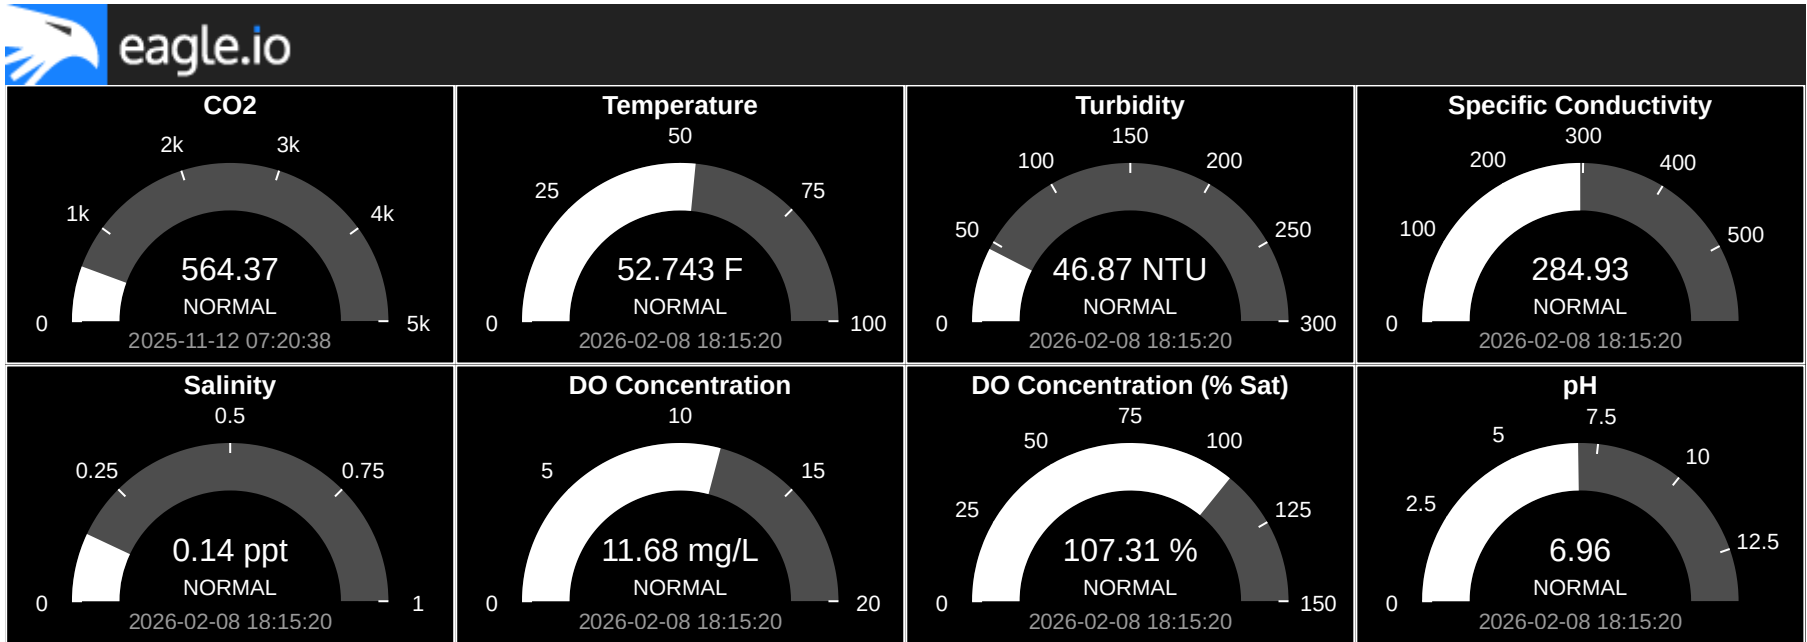 eagle.io
CO2
0
1k
2k
3k
4k
5k
564.37
NORMAL
2025-11-12 07:20:38
Temperature
0
25
50
75
100
52.743 F
NORMAL
2026-02-08 18:15:20
Turbidity
0
50
100
150
200
250
300
46.87 NTU
NORMAL
2026-02-08 18:15:20
Specific Conductivity
0
100
200
300
400
500
284.93
NORMAL
2026-02-08 18:15:20
Salinity
0
0.25
0.5
0.75
1
0.14 ppt
NORMAL
2026-02-08 18:15:20
DO Concentration
0
5
10
15
20
11.68 mg/L
NORMAL
2026-02-08 18:15:20
DO Concentration (% Sat)
0
25
50
75
100
125
150
107.31 %
NORMAL
2026-02-08 18:15:20
pH
0
2.5
5
7.5
10
12.5
6.96
NORMAL
2026-02-08 18:15:20